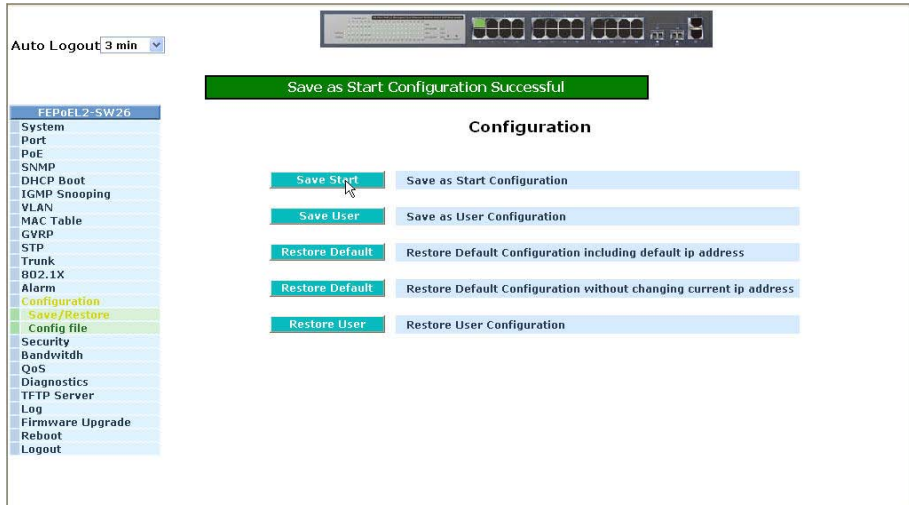 Auto Logout 3 min
Save as Start Configuration Successful
FEPoEL2-SW26
System
Port
PoE
SNMP
DHCP Boot
IGMP Snooping
VLAN
MAC Table
GVRP
STP
Trunk
802.1X
Alarm
Configuration
Save/Restore
Config file
Security
Bandwitdh
QoS
Diagnostics
TFTP Server
Log
Firmware Upgrade
Reboot
Logout
Configuration
Save Start Save as Start Configuration
Save User Save as User Configuration
Restore Default Restore Default Configuration including default ip address
Restore Default Restore Default Configuration without changing current ip address
Restore User Restore User Configuration